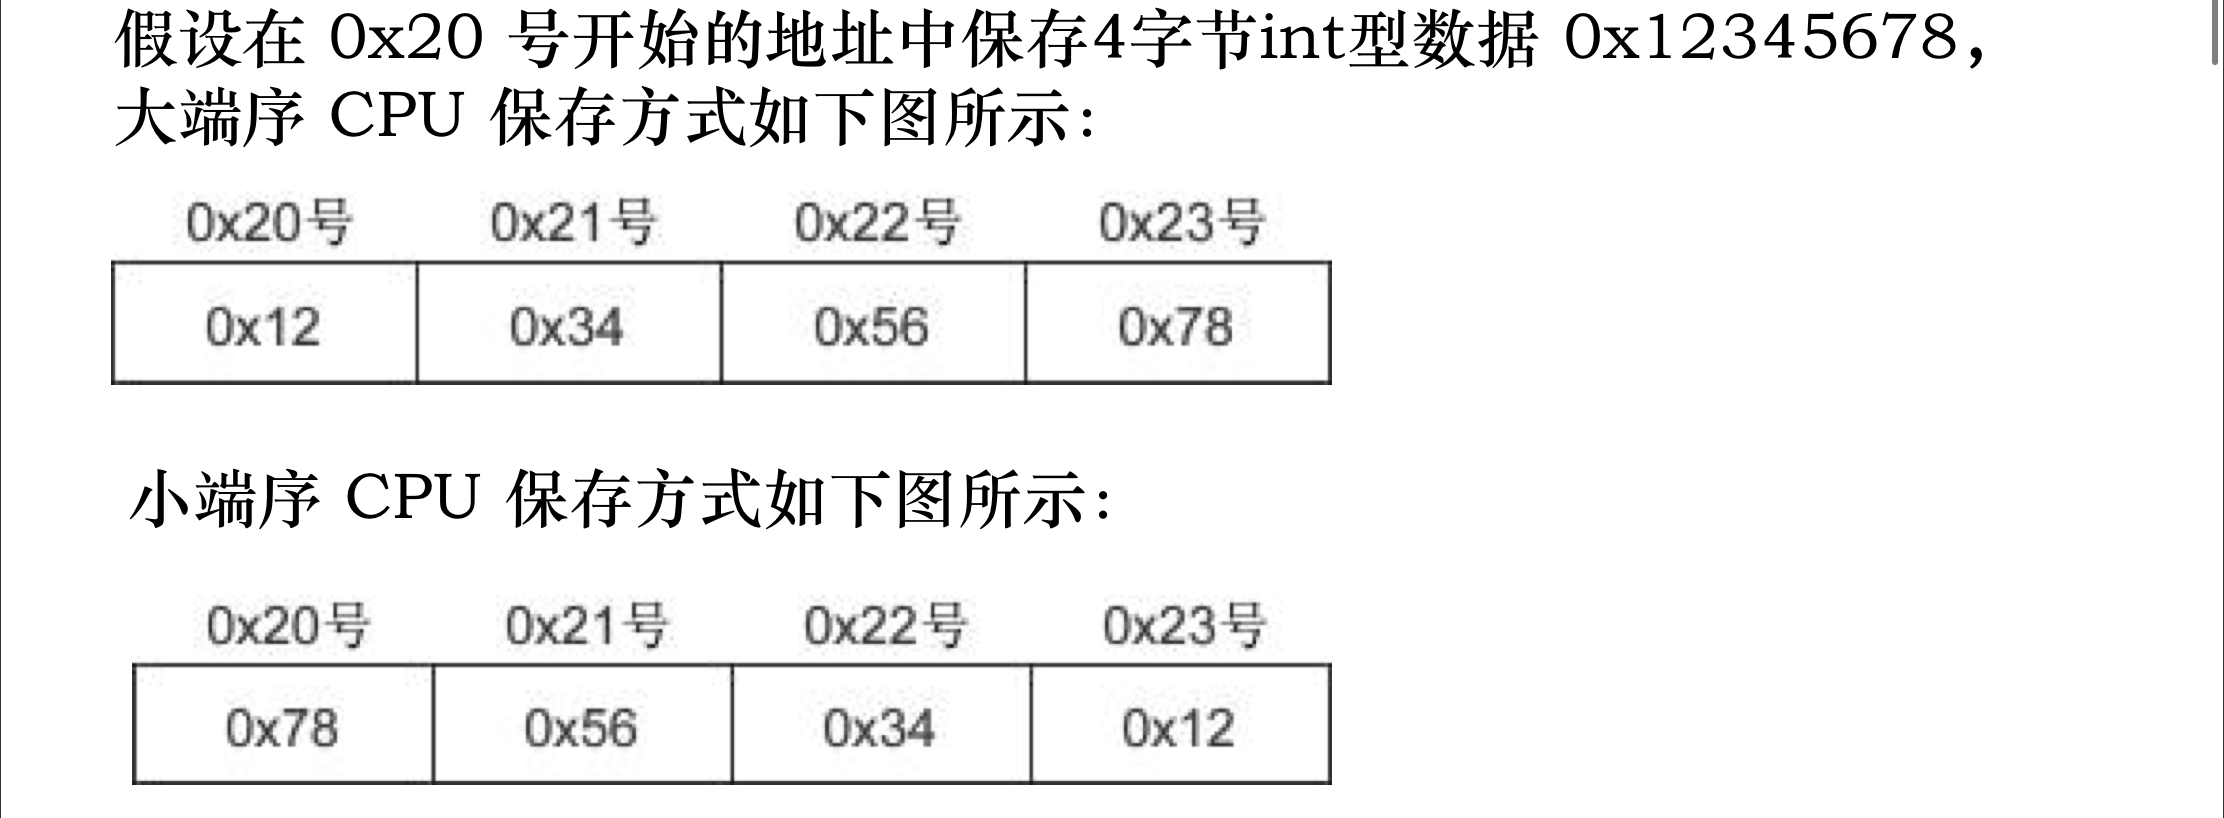 假设在 0x20 号开始的地址中保存4字节int型数据 0x12345678，
大端序 CPU 保存方式如下图所示：
0x20号 0x21号 0x22号 0x23号
0x12 0x34 0x56 0x78
小端序 CPU 保存方式如下图所示：
0x20号 0x21号 0x22号 0x23号
0x78 0x56 0x34 0x12